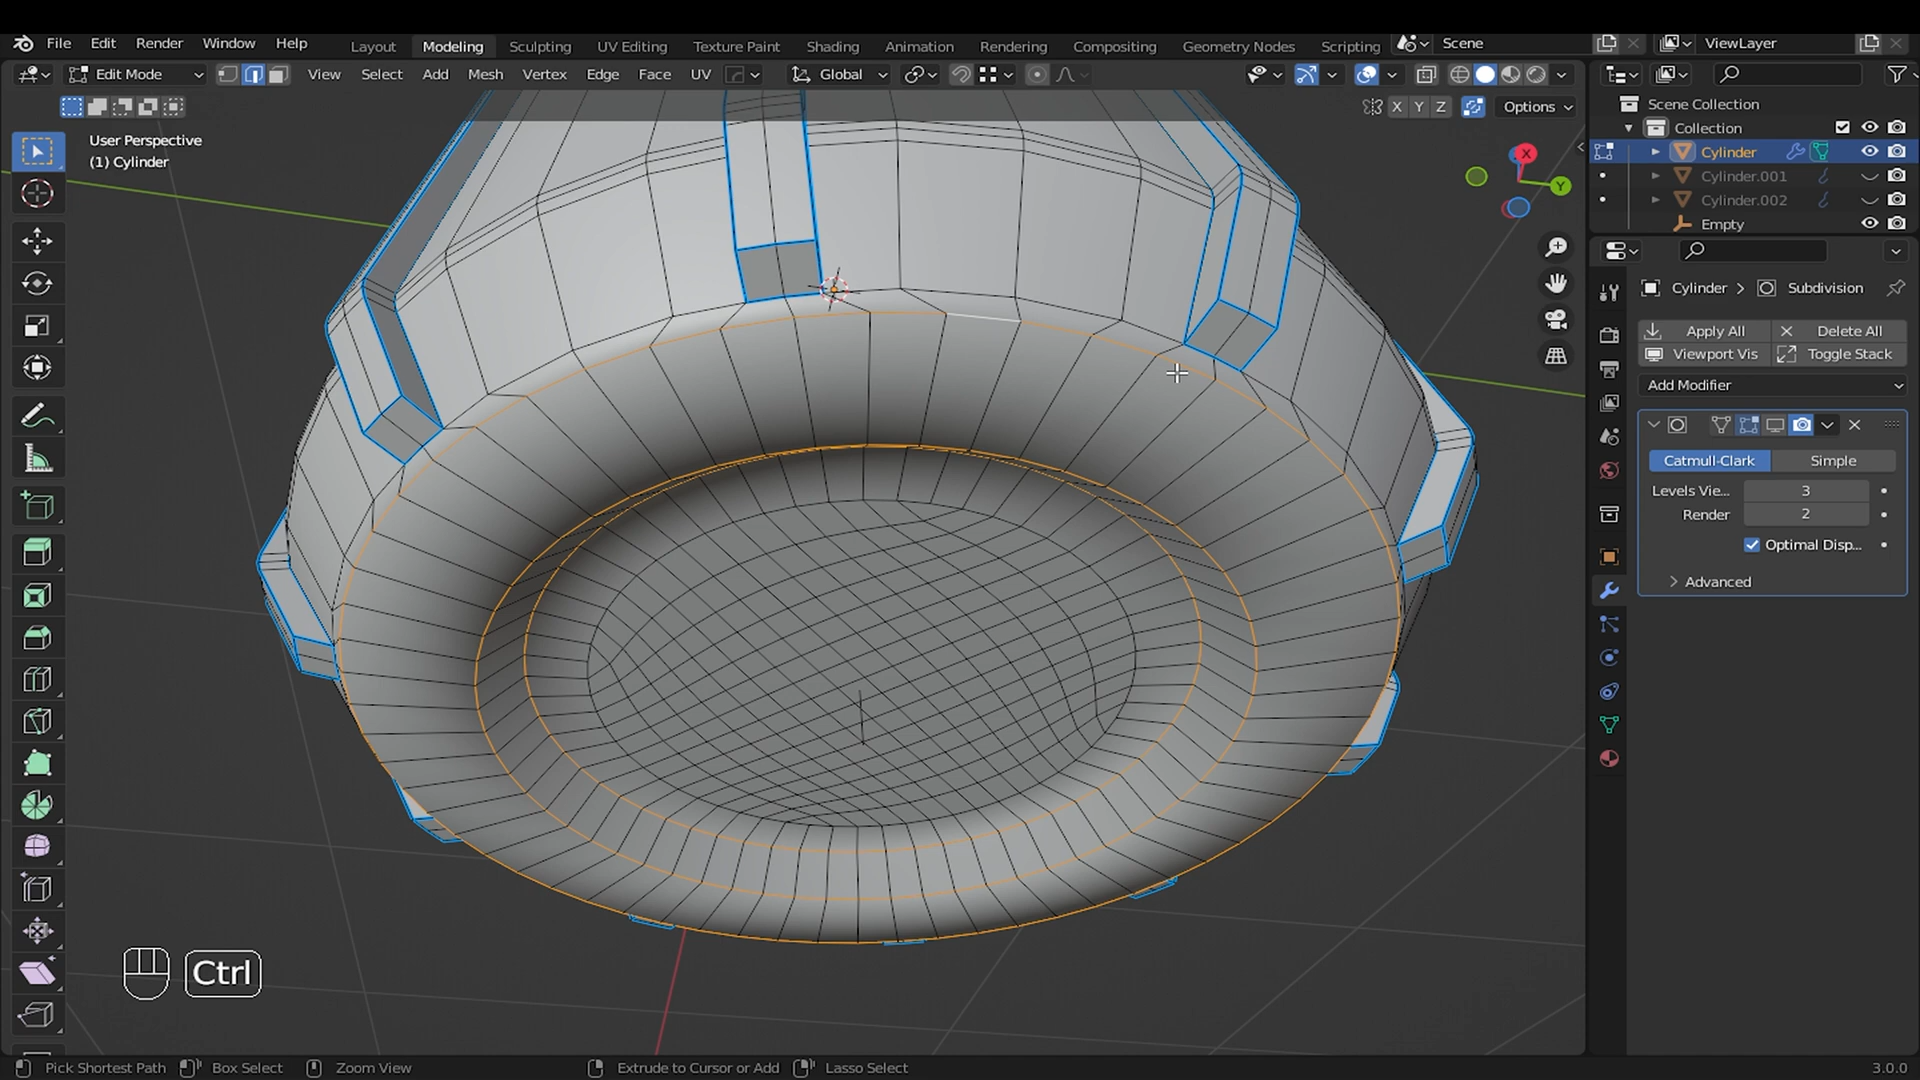 File Edit Render Window Help Layout Modeling Sculpting UV Editing Texture Paint Shading Animation Rendering Compositing Geometry Nodes Scripting Scene ViewLayer
Edit Mode View Select Add Mesh Vertex Edge Face UV Global
X Y Z Options
Scene Collection
Collection
Cylinder
Cylinder.001
Cylinder.002
Empty
User Perspective
(1) Cylinder
X
Y
Cylinder > Subdivision
Apply All Delete All
Viewport Vis Toggle Stack
Add Modifier
Catmull-Clark Simple
Levels Vie... 3
Render 2
Optimal Disp...
Advanced
Ctrl
Pick Shortest Path Box Select Zoom View Extrude to Cursor or Add Lasso Select 3.0.0